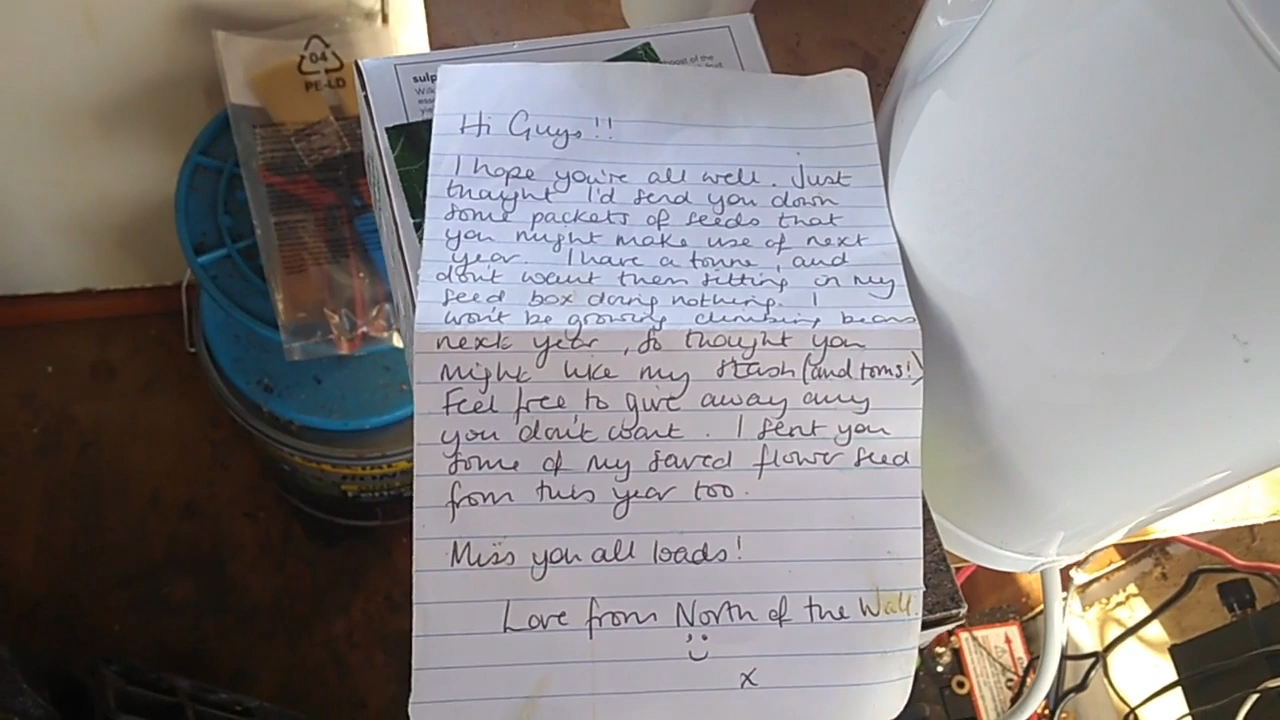 04
PE-LD
sulp
Hi Guys!!
I hope you're all well. Just
thought I'd send you down
some packets of seeds that
you might make use of next
year. I have a tonne, and
don't want them sitting in my
seed box doing nothing. I
won't be growing climbing beans
next year, so thought you
might like my stash (and toms!)
Feel free to give away any
you don't want. I sent you
some of my saved flower seed
from this year too.
Miss you all loads!
Love from North of the Wall.
x